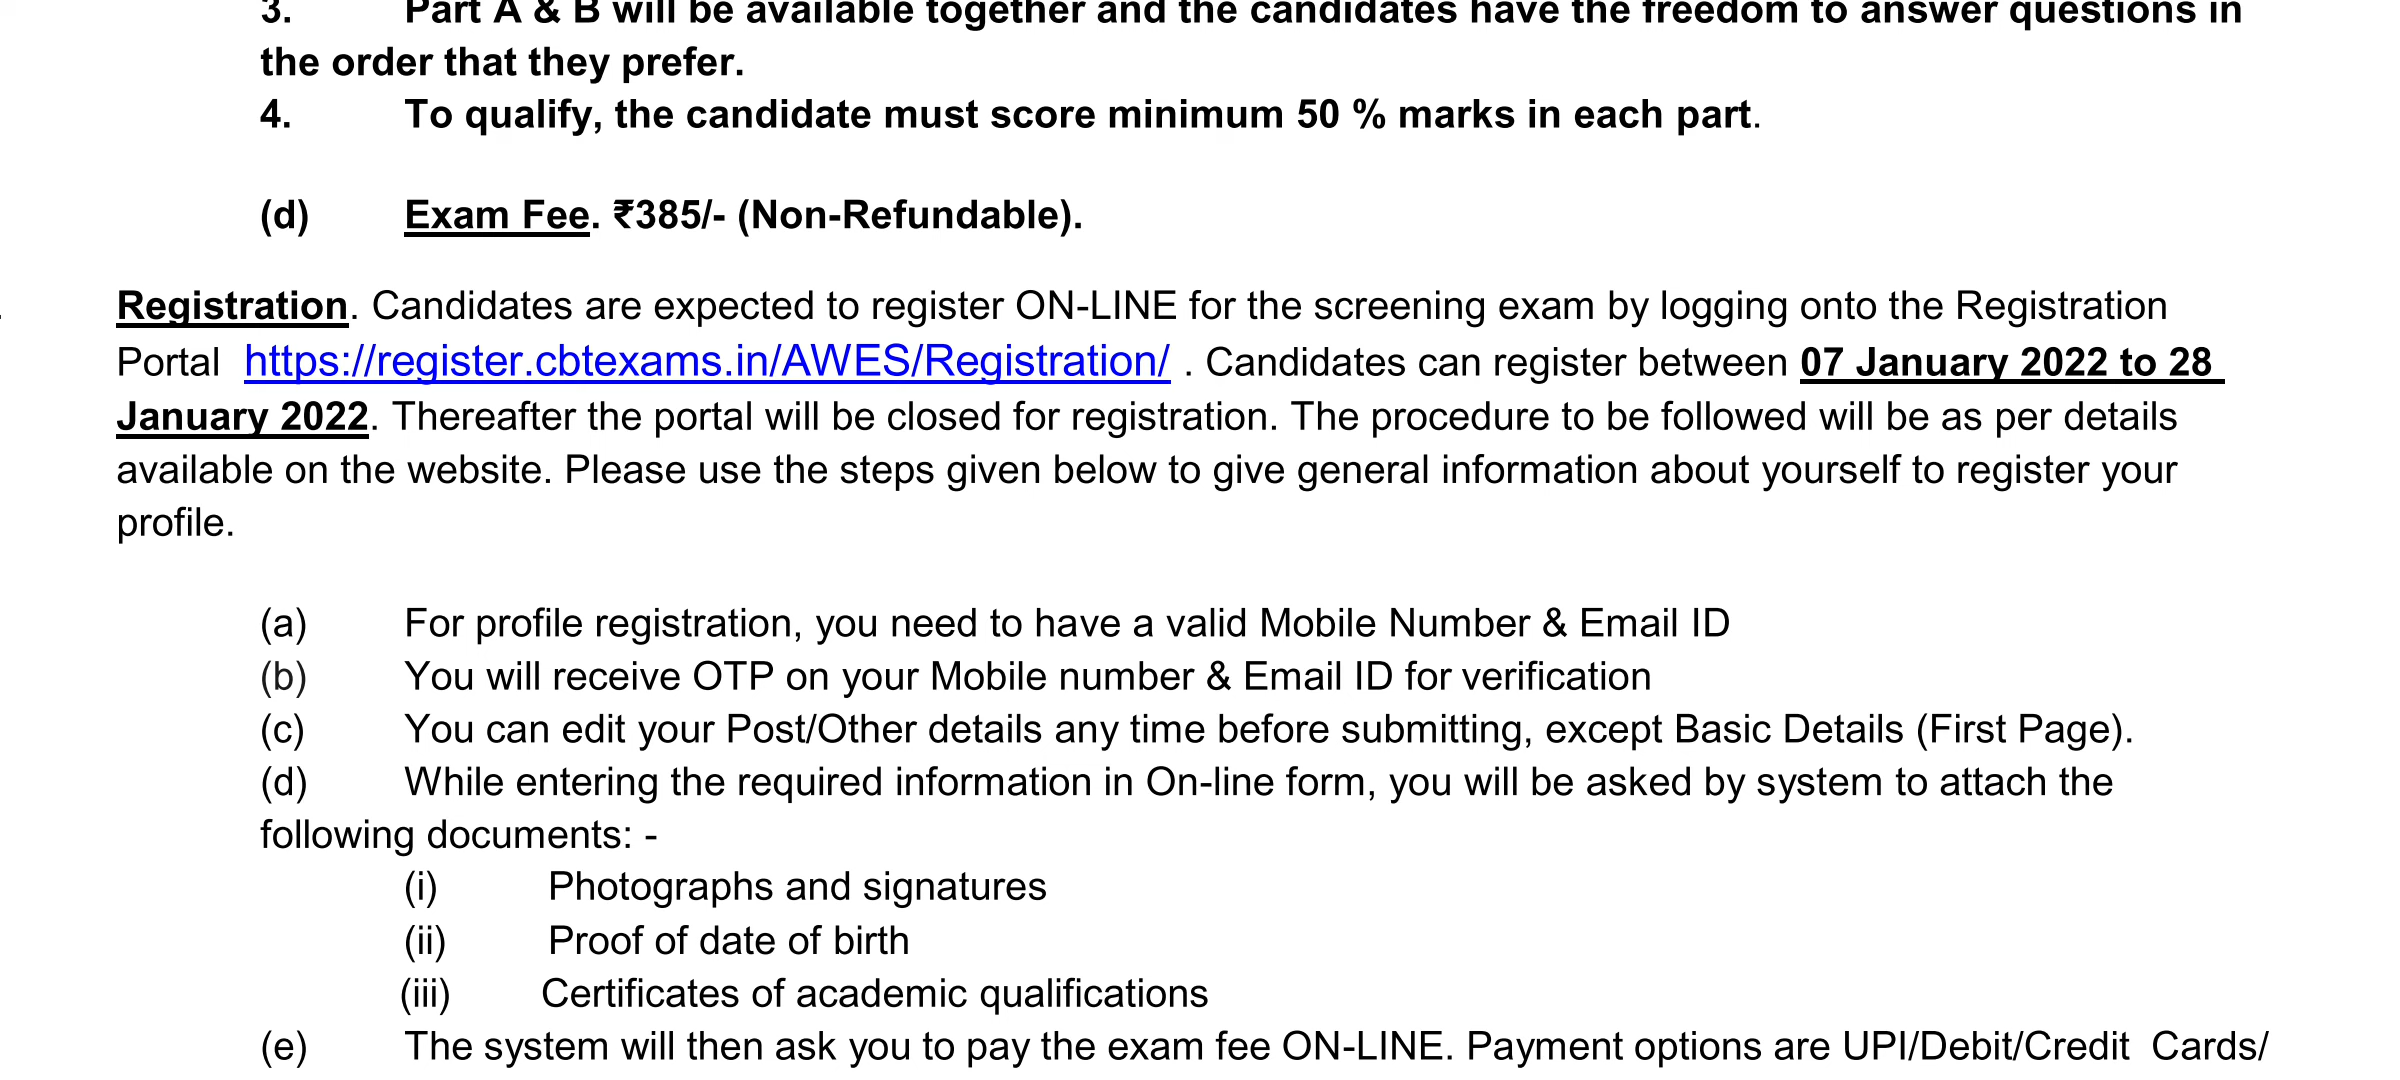 3. Part A & B will be available together and the candidates have the freedom to answer questions in
the order that they prefer.
4. To qualify, the candidate must score minimum 50 % marks in each part.
(d) Exam Fee. ₹385/- (Non-Refundable).
Registration. Candidates are expected to register ON-LINE for the screening exam by logging onto the Registration
Portal https://register.cbtexams.in/AWES/Registration/ . Candidates can register between 07 January 2022 to 28
January 2022. Thereafter the portal will be closed for registration. The procedure to be followed will be as per details
available on the website. Please use the steps given below to give general information about yourself to register your
profile.
(a) For profile registration, you need to have a valid Mobile Number & Email ID
(b) You will receive OTP on your Mobile number & Email ID for verification
(c) You can edit your Post/Other details any time before submitting, except Basic Details (First Page).
(d) While entering the required information in On-line form, you will be asked by system to attach the
following documents: -
(i) Photographs and signatures
(ii) Proof of date of birth
(iii) Certificates of academic qualifications
(e) The system will then ask you to pay the exam fee ON-LINE. Payment options are UPI/Debit/Credit Cards/